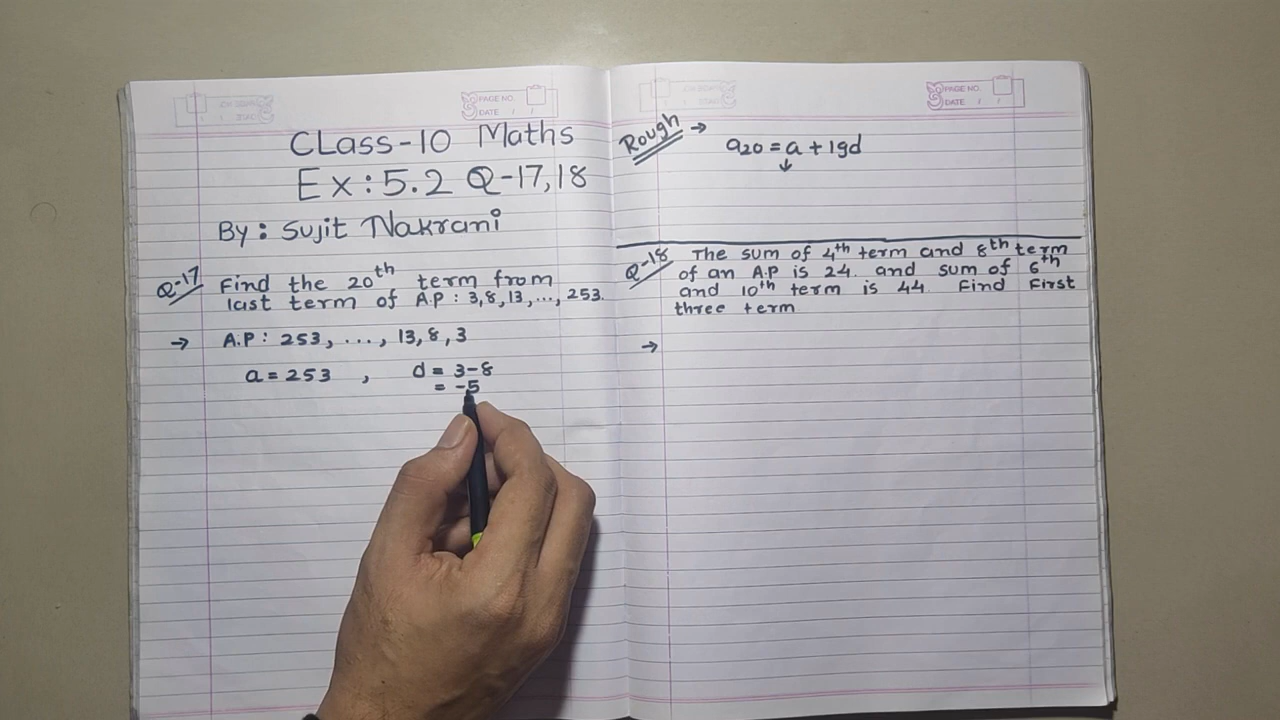 PAGE NO.
DATE / /
CLass-10 Maths
Ex:5.2 Q-17,18
By: Sujit Nakrani
Q-17 Find the 20th term from
last term of A.P : 3,8,13,...,253.
→ A.P: 253, ..., 13, 8, 3
a = 253 , d = 3-8
= -5
PAGE NO.
DATE / /
Rough → a20 = a + 19d
↓
Q-18 The sum of 4th term and 8th term
of an A.P is 24. and sum of 6th
and 10th term is 44 Find First
three term
→